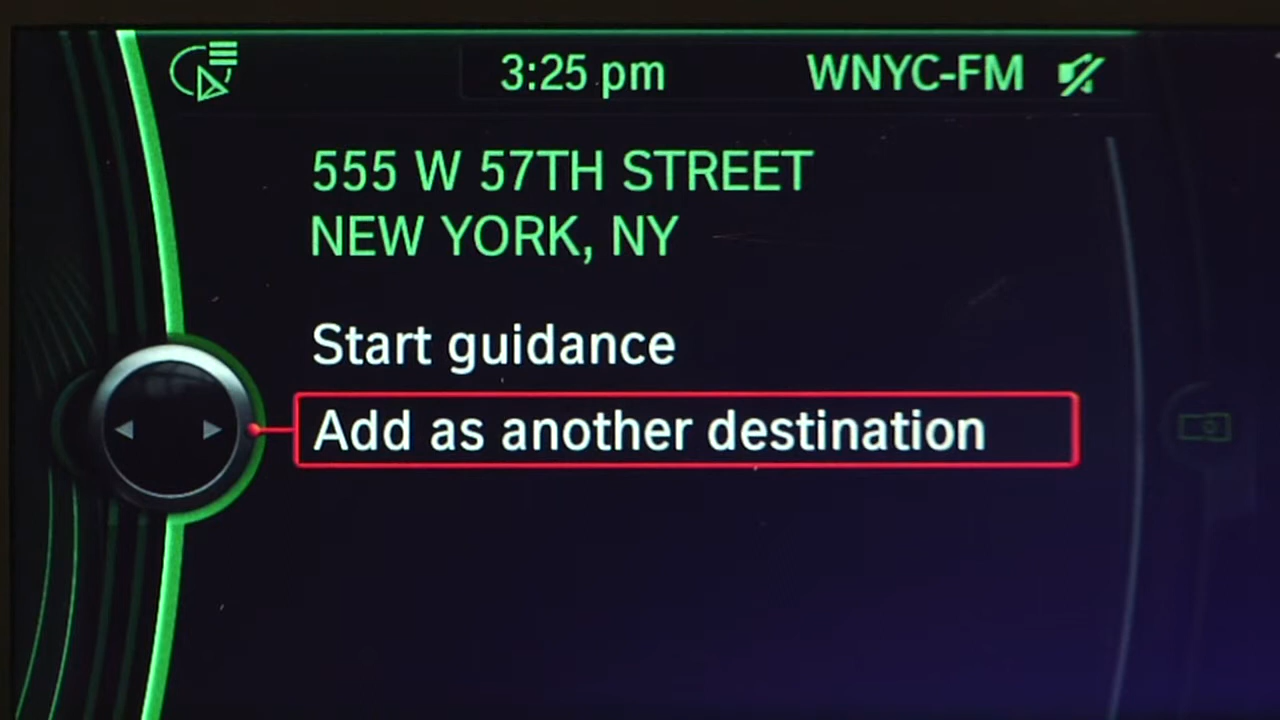 3:25 pm
WNYC-FM
555 W 57TH STREET
NEW YORK, NY
Start guidance
Add as another destination